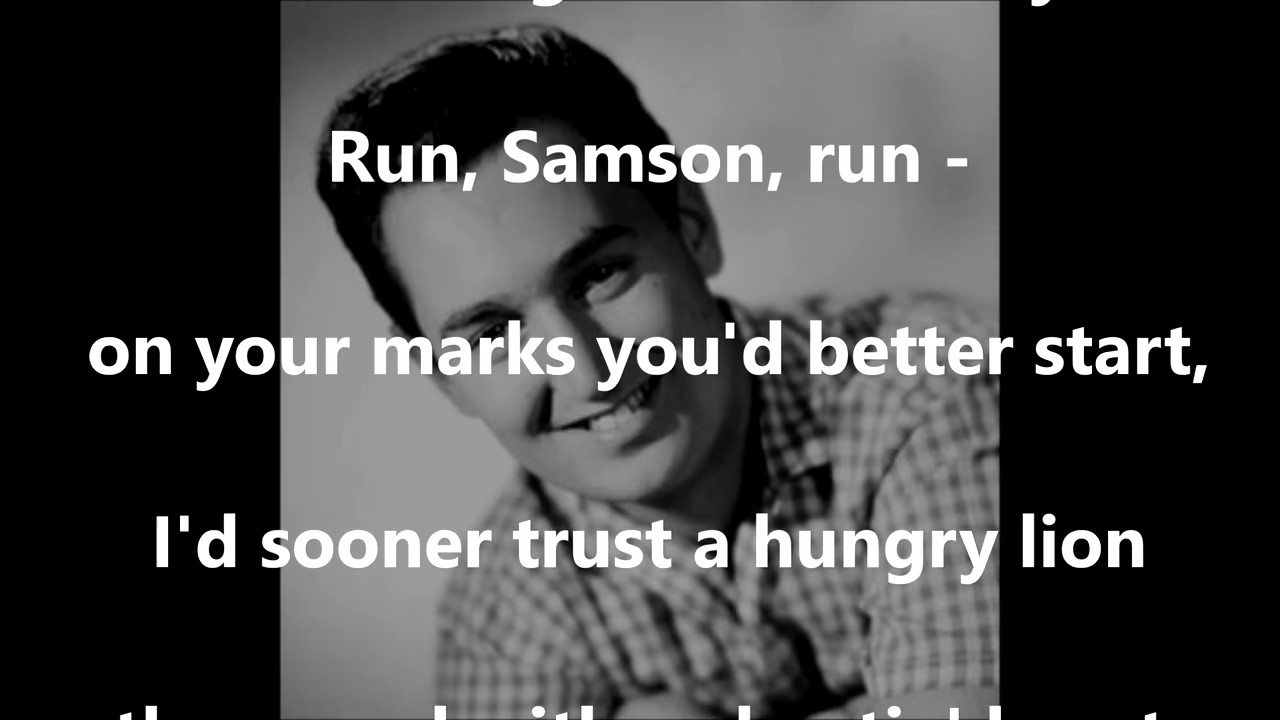 Run, Samson, run -
on your marks you'd better start,
I'd sooner trust a hungry lion